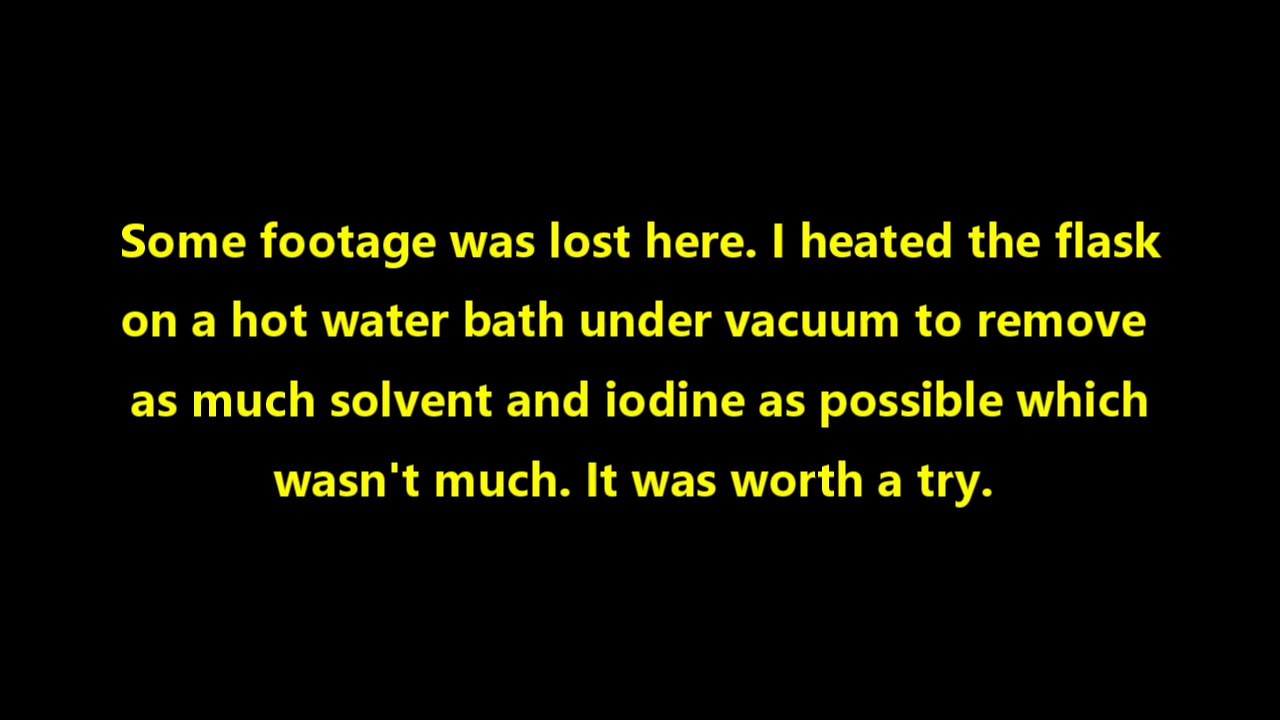 Some footage was lost here. I heated the flask
on a hot water bath under vacuum to remove
as much solvent and iodine as possible which
wasn't much. It was worth a try.